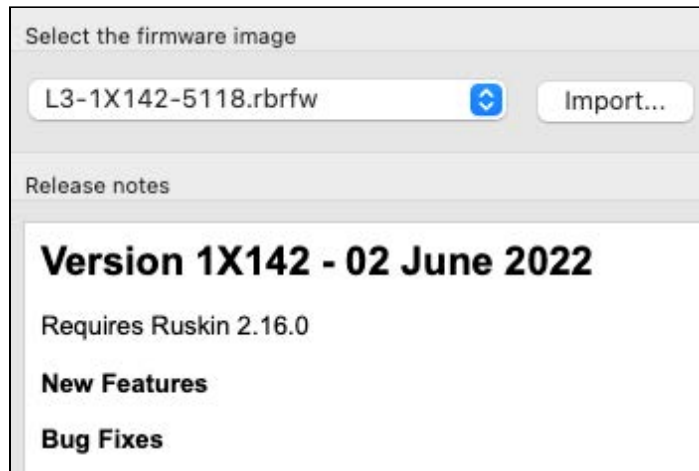 Select the firmware image
L3-1X142-5118.rbrfw
Import...
Release notes
Version 1X142 - 02 June 2022
Requires Ruskin 2.16.0
New Features
Bug Fixes